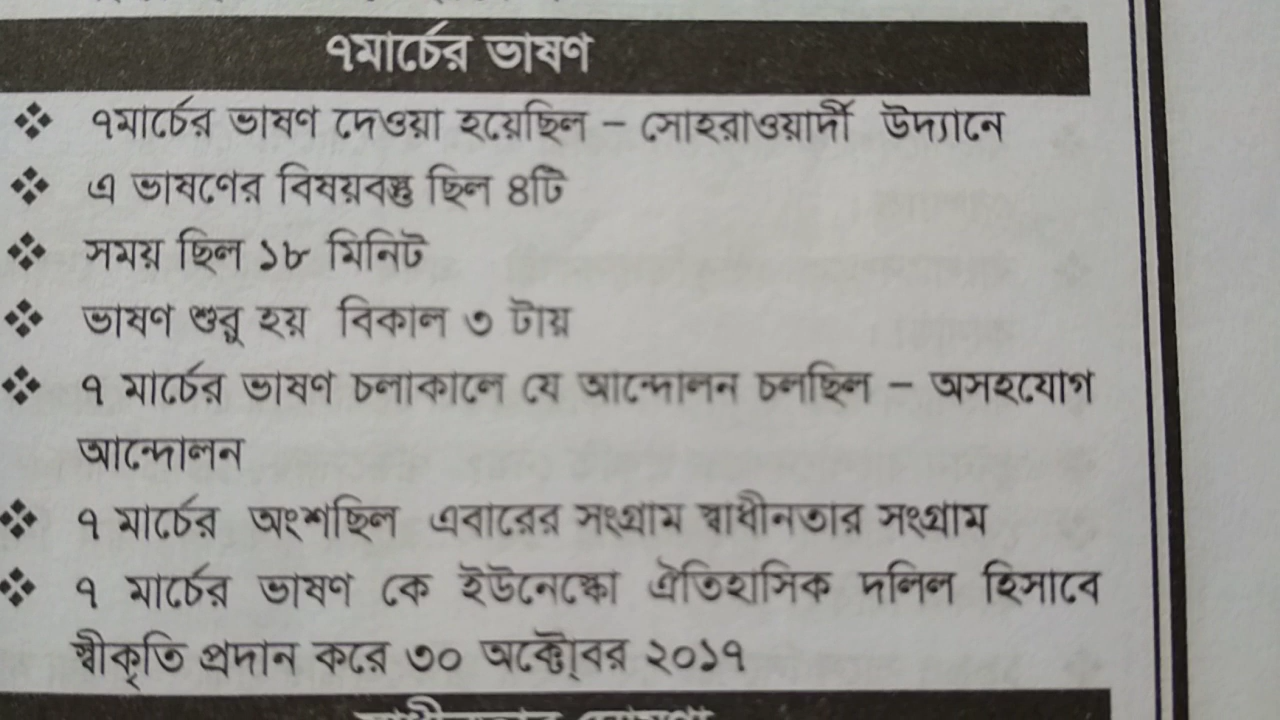 ৭মার্চের ভাষণ
❖ ৭মার্চের ভাষণ দেওয়া হয়েছিল – সোহরাওয়ার্দী উদ্যানে
❖ এ ভাষণের বিষয়বস্তু ছিল ৪টি
❖ সময় ছিল ১৮ মিনিট
❖ ভাষণ শুরু হয় বিকাল ৩ টায়
❖ ৭ মার্চের ভাষণ চলাকালে যে আন্দোলন চলছিল – অসহযোগ
আন্দোলন
❖ ৭ মার্চের অংশছিল এবারের সংগ্রাম স্বাধীনতার সংগ্রাম
❖ ৭ মার্চের ভাষণ কে ইউনেস্কো ঐতিহাসিক দলিল হিসাবে
স্বীকৃতি প্রদান করে ৩০ অক্টোবর ২০১৭